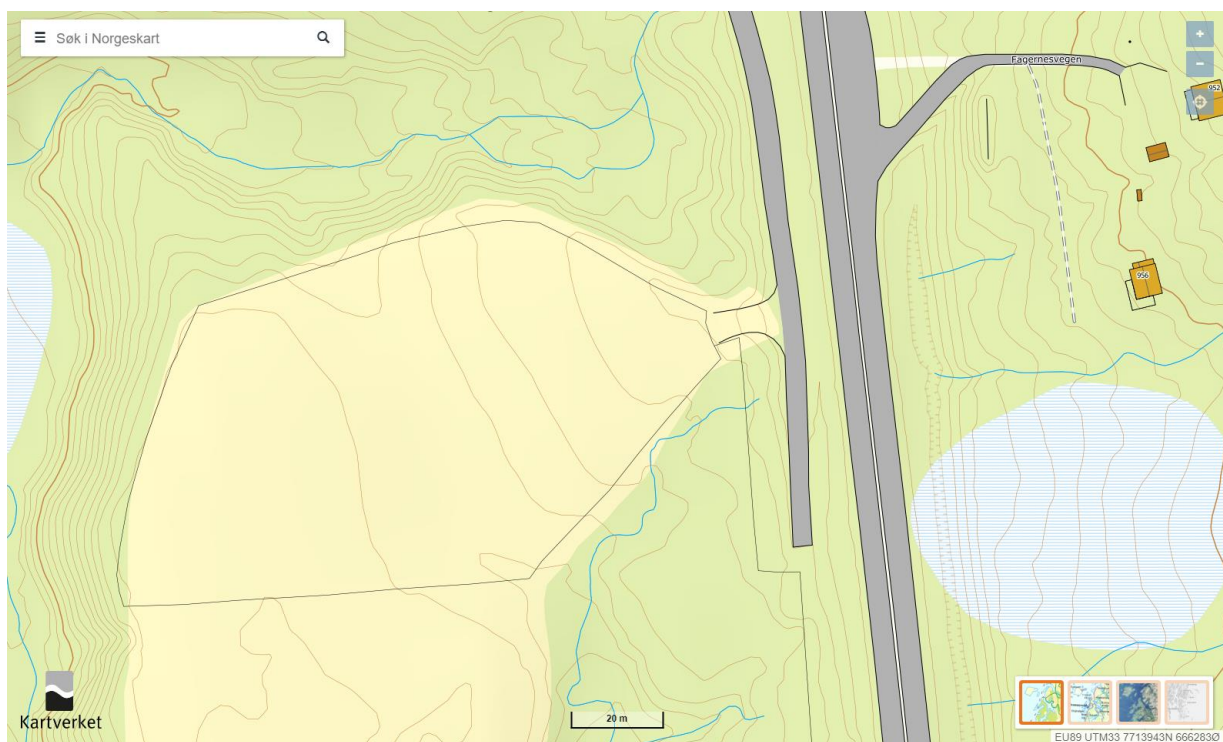 Søk i Norgeskart
Fagernesvegen
952
956
Kartverket
20 m
EU89 UTM33 7713943N 666283Ø